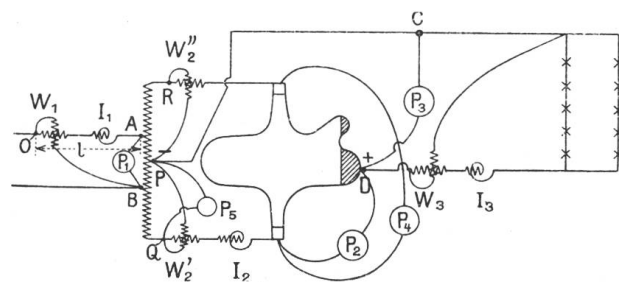 C
W₂″
R
W₁
I₁
A
P₃
O
l
P₁
P
−
+
D
B
P₅
W₃
I₃
P₄
P₂
Q
W₂′
I₂